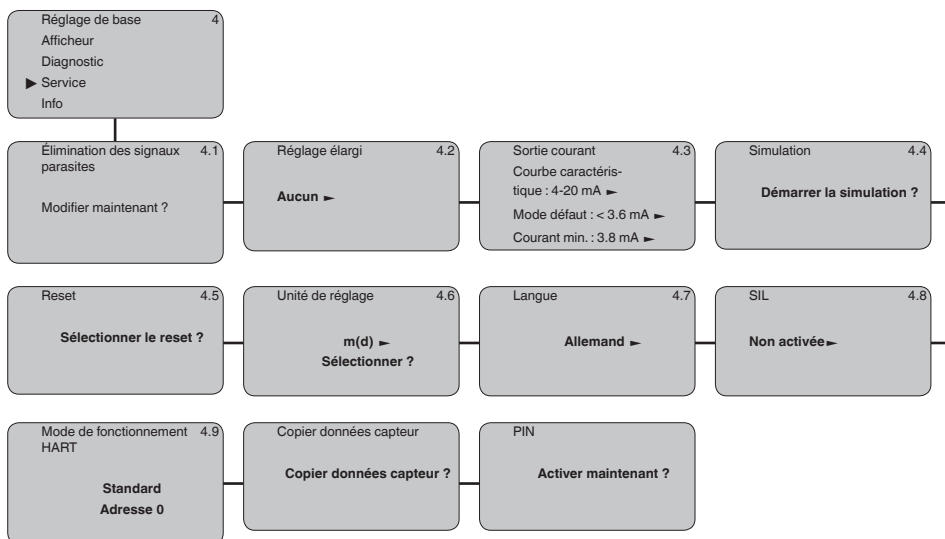 Réglage de base 4
Afficheur
Diagnostic
▶ Service
Info
Élimination des signaux 4.1
parasites
Modifier maintenant ?
Réglage élargi 4.2
Aucun ►
Sortie courant 4.3
Courbe caractéris-
tique : 4-20 mA ►
Mode défaut : < 3.6 mA ►
Courant min. : 3.8 mA ►
Simulation 4.4
Démarrer la simulation ?
Reset 4.5
Sélectionner le reset ?
Unité de réglage 4.6
m(d) ►
Sélectionner ?
Langue 4.7
Allemand ►
SIL 4.8
Non activée ►
Mode de fonctionnement 4.9
HART
Standard
Adresse 0
Copier données capteur
Copier données capteur ?
PIN
Activer maintenant ?